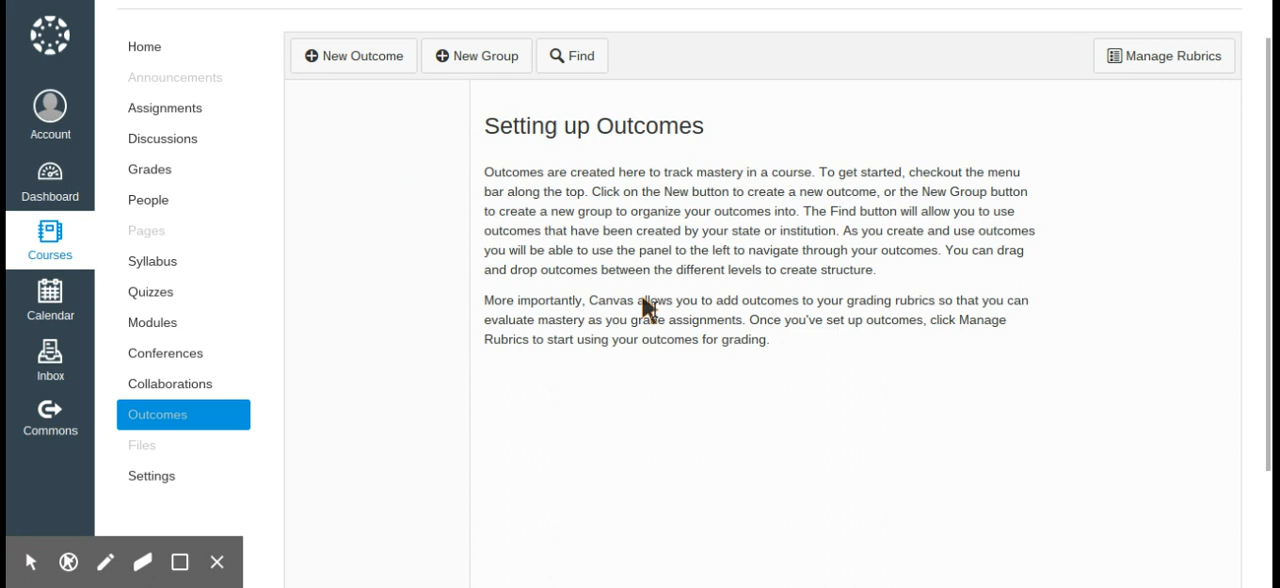 Account
Dashboard
Courses
Calendar
Inbox
Commons
Home
Announcements
Assignments
Discussions
Grades
People
Pages
Syllabus
Quizzes
Modules
Conferences
Collaborations
Outcomes
Files
Settings
New Outcome
New Group
Find
Manage Rubrics
Setting up Outcomes
Outcomes are created here to track mastery in a course. To get started, checkout the menu
bar along the top. Click on the New button to create a new outcome, or the New Group button
to create a new group to organize your outcomes into. The Find button will allow you to use
outcomes that have been created by your state or institution. As you create and use outcomes
you will be able to use the panel to the left to navigate through your outcomes. You can drag
and drop outcomes between the different levels to create structure.
More importantly, Canvas allows you to add outcomes to your grading rubrics so that you can
evaluate mastery as you grade assignments. Once you've set up outcomes, click Manage
Rubrics to start using your outcomes for grading.